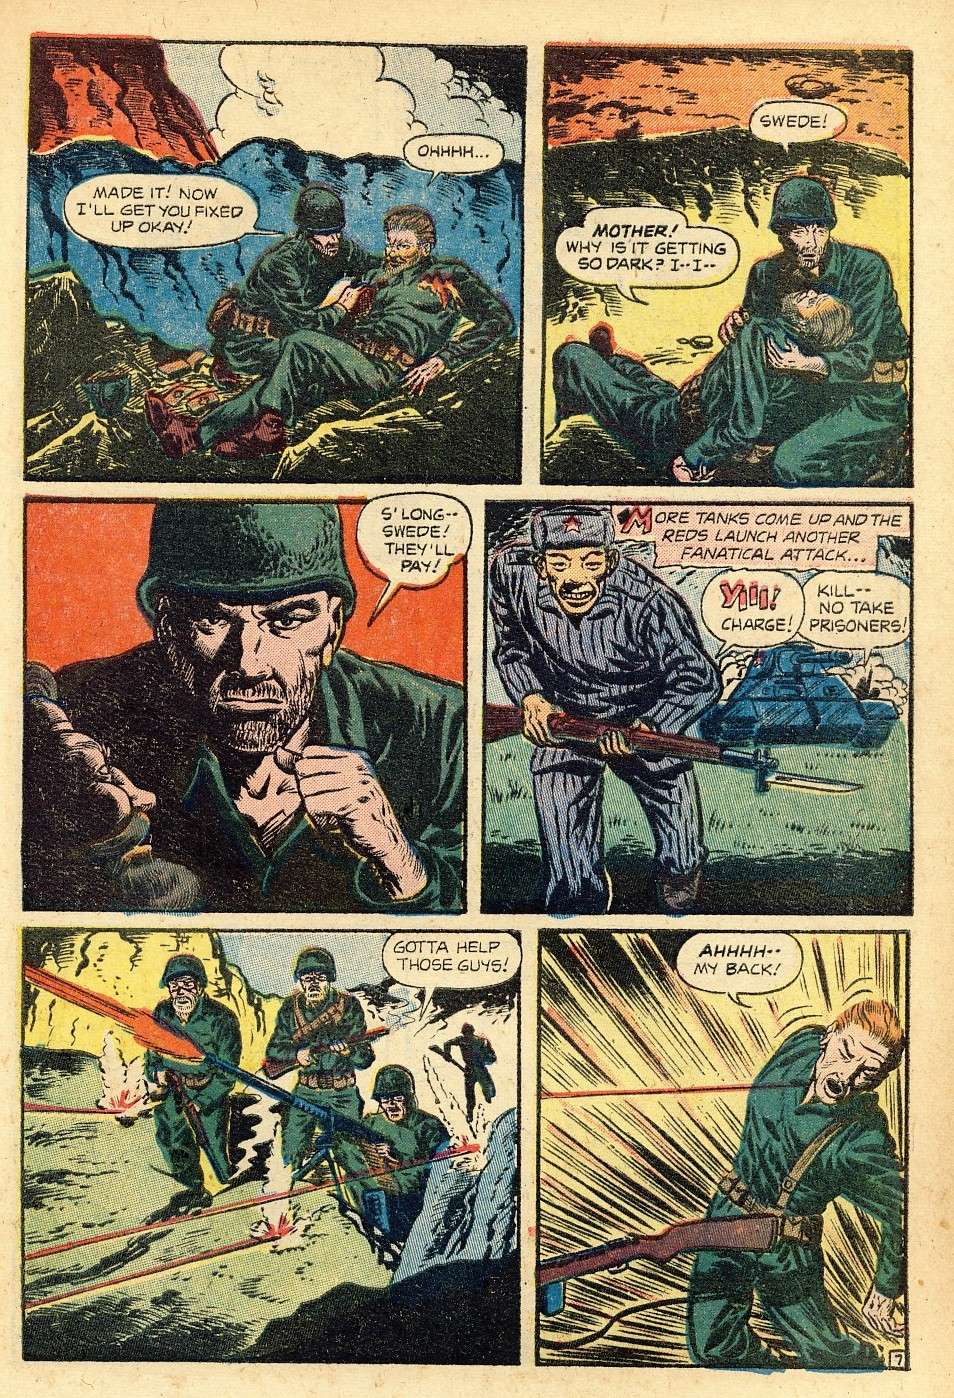 MADE IT! NOW
I'LL GET YOU FIXED
UP OKAY!
OHHHH...
SWEDE!
MOTHER!
WHY IS IT GETTING
SO DARK? I--I--
S'LONG--
SWEDE!
THEY'LL
PAY!
MORE TANKS COME UP AND THE
REDS LAUNCH ANOTHER
FANATICAL ATTACK...
YIIII!
CHARGE!
KILL--
NO TAKE
PRISONERS!
GOTTA HELP
THOSE GUYS!
AHHHH--
MY BACK!
7